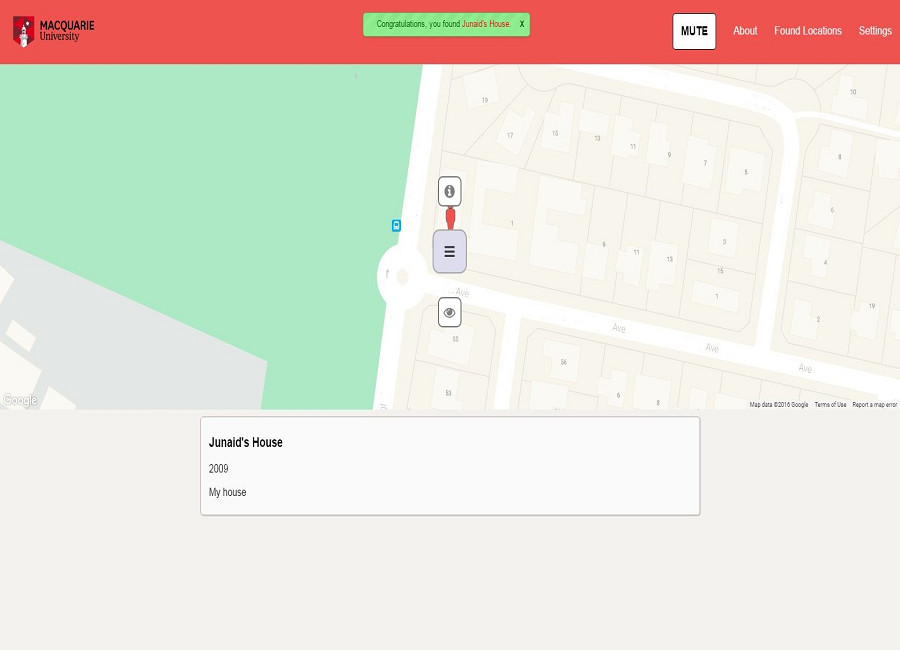 MACQUARIE
University
Congratulations, you found Junaid's House. X
MUTE
About
Found Locations
Settings
10
19
17
15
13
11
9
7
5
8
6
1
3
9
11
13
15
4
1
2
19
Ave
Ave
Ave
Ave
55
56
53
6
8
Google
Map data ©2016 Google
Terms of Use
Report a map error
Junaid's House
2009
My house